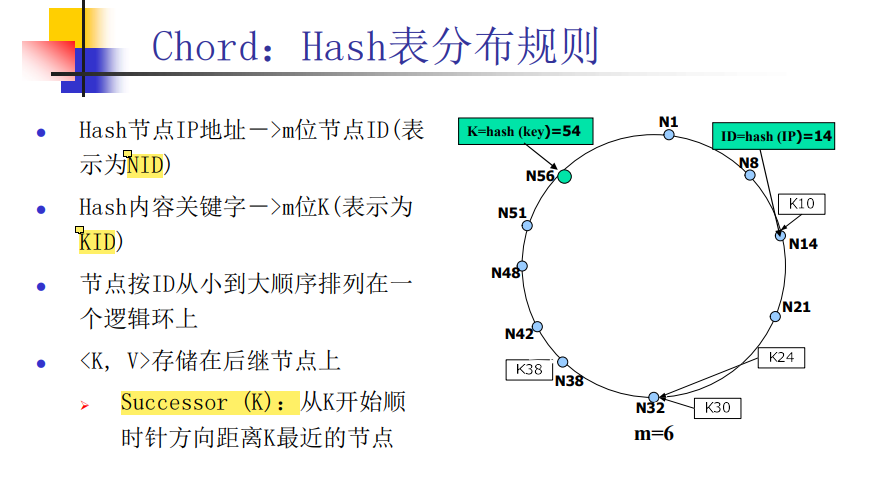 Chord：Hash表分布规则
Hash节点IP地址－>m位节点ID(表
示为NID)
Hash内容关键字－>m位K(表示为
KID)
节点按ID从小到大顺序排列在一
个逻辑环上
<K, V>存储在后继节点上
Successor (K)：从K开始顺
时针方向距离K最近的节点
K=hash (key)=54
N1
ID=hash (IP)=14
N8
N56
K10
N51
N14
N48
N21
N42
K24
K38
N38
N32
K30
m=6